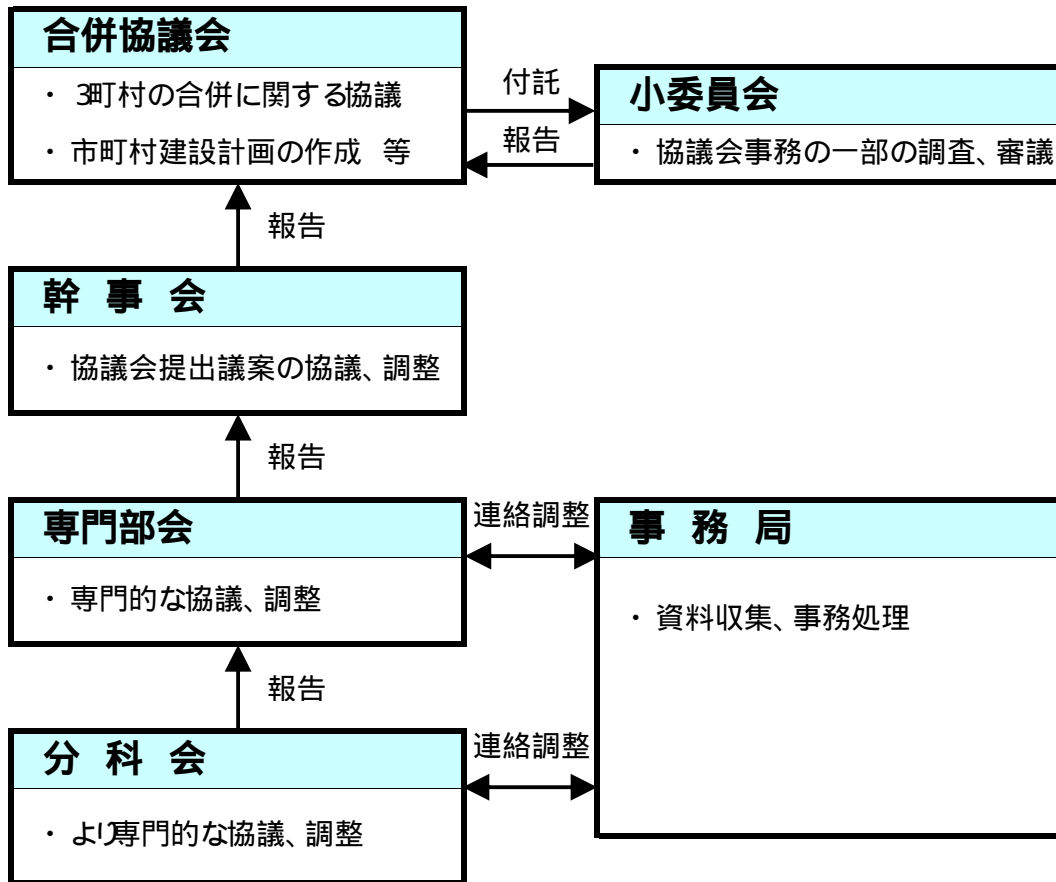 合併協議会
・ 3町村の合併に関する協議
・ 市町村建設計画の作成 等
付託
報告
小委員会
・ 協議会事務の一部の調査、審議
報告
幹 事 会
・ 協議会提出議案の協議、調整
報告
専門部会
・ 専門的な協議、調整
連絡調整
事 務 局
・ 資料収集、事務処理
報告
分 科 会
・ より専門的な協議、調整
連絡調整